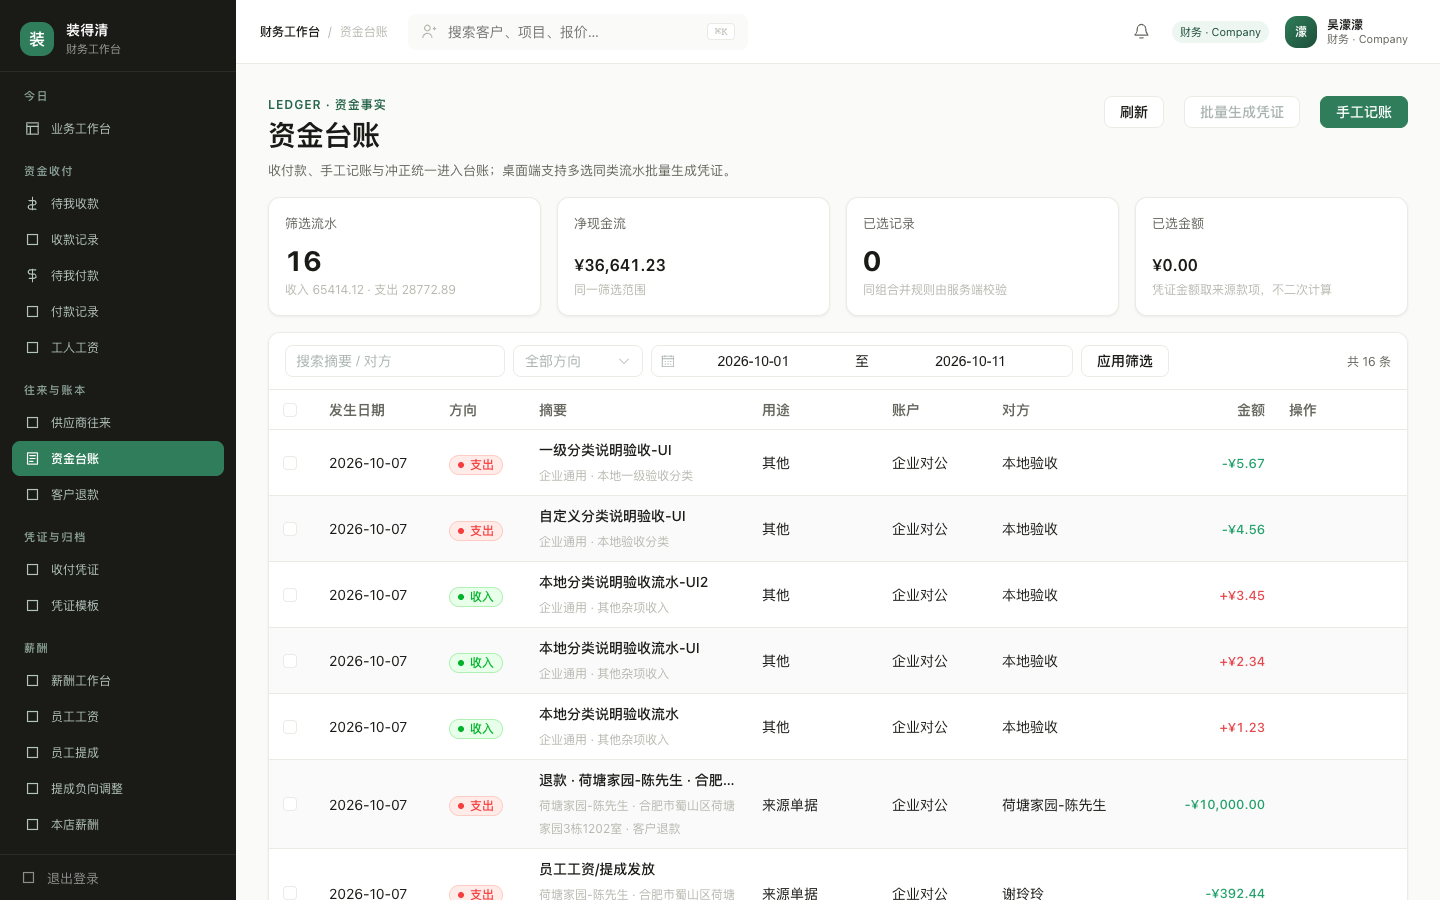 装
装得清
财务工作台
今日
业务工作台
资金收付
待我收款
收款记录
待我付款
付款记录
工人工资
往来与账本
供应商往来
资金台账
客户退款
凭证与归档
收付凭证
凭证模板
薪酬
薪酬工作台
员工工资
员工提成
提成负向调整
本店薪酬
退出登录
财务工作台 / 资金台账
搜索客户、项目、报价... ⌘K
财务 · Company
濛
吴濛濛
财务 · Company
LEDGER · 资金事实
资金台账
收付款、手工记账与冲正统一进入台账；桌面端支持多选同类流水批量生成凭证。
刷新 批量生成凭证 手工记账
筛选流水
16
收入 65414.12 · 支出 28772.89
净现金流
¥36,641.23
同一筛选范围
已选记录
0
同组合并规则由服务端校验
已选金额
¥0.00
凭证金额取来源款项，不二次计算
搜索摘要 / 对方 全部方向 2026-10-01 至 2026-10-11 应用筛选 共 16 条
发生日期 方向 摘要 用途 账户 对方 金额 操作
2026-10-07 支出 一级分类说明验收-UI 其他 企业对公 本地验收 -¥5.67
企业通用 · 本地一级验收分类
2026-10-07 支出 自定义分类说明验收-UI 其他 企业对公 本地验收 -¥4.56
企业通用 · 本地验收分类
2026-10-07 收入 本地分类说明验收流水-UI2 其他 企业对公 本地验收 +¥3.45
企业通用 · 其他杂项收入
2026-10-07 收入 本地分类说明验收流水-UI 其他 企业对公 本地验收 +¥2.34
企业通用 · 其他杂项收入
2026-10-07 收入 本地分类说明验收流水 其他 企业对公 本地验收 +¥1.23
企业通用 · 其他杂项收入
2026-10-07 支出 退款 · 荷塘家园-陈先生 · 合肥... 来源单据 企业对公 荷塘家园-陈先生 -¥10,000.00
荷塘家园-陈先生 · 合肥市蜀山区荷塘
家园3栋1202室 · 客户退款
2026-10-07 支出 员工工资/提成发放 来源单据 企业对公 谢玲玲 -¥392.44
荷塘家园-陈先生 · 合肥市蜀山区荷塘